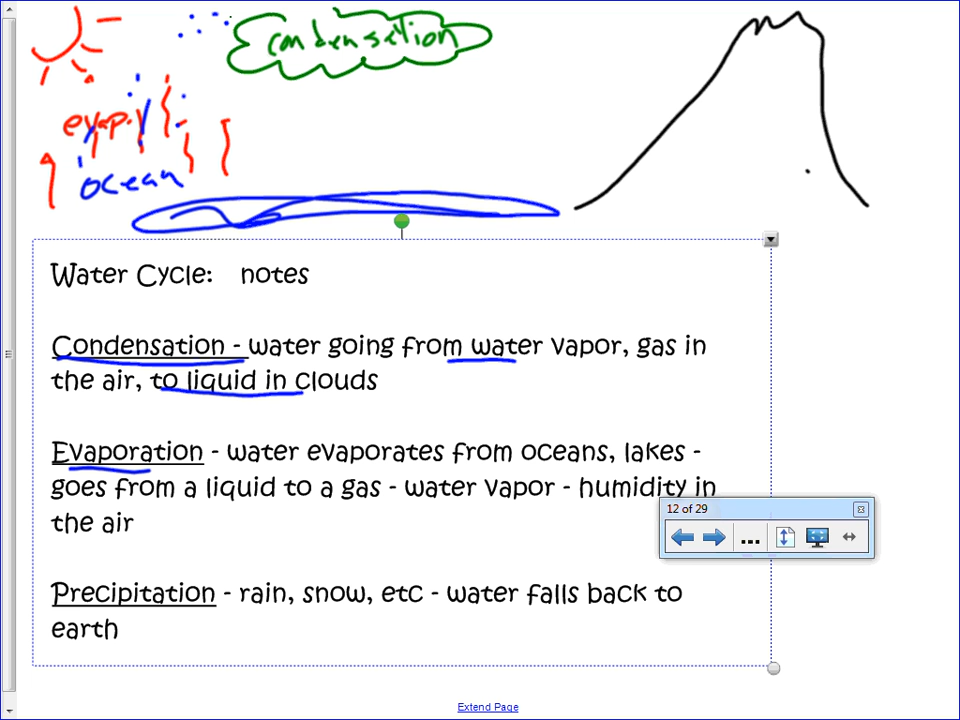 condensation
evap.
ocean
Water Cycle: notes
Condensation - water going from water vapor, gas in
the air, to liquid in clouds
Evaporation - water evaporates from oceans, lakes -
goes from a liquid to a gas - water vapor - humidity in
the air
12 of 29
Precipitation - rain, snow, etc - water falls back to
earth
Extend Page